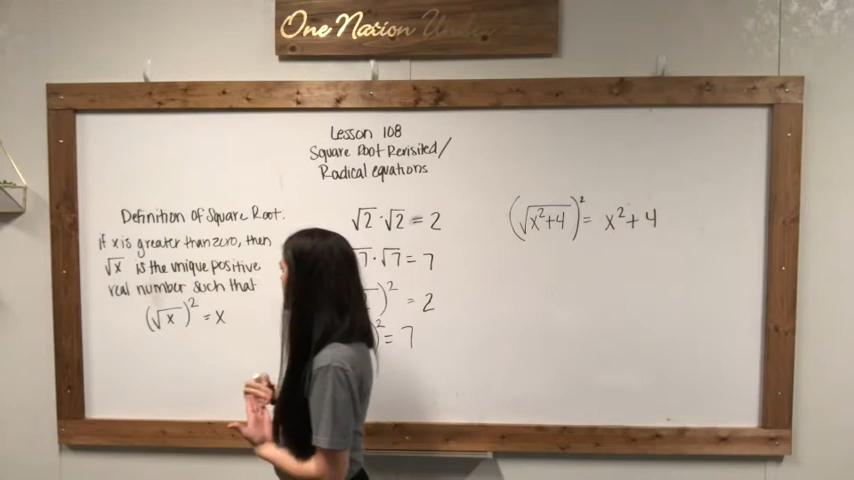 One Nation Under
Lesson 108
Square Root Revisited/
Radical equations
Definition of Square Root:
if x is greater than zero, then
√x is the unique positive
real number such that
(√x)² = x
√2 · √2 = 2
√7 · √7 = 7
)² = 2
)² = 7
(√x²+4)² = x² + 4